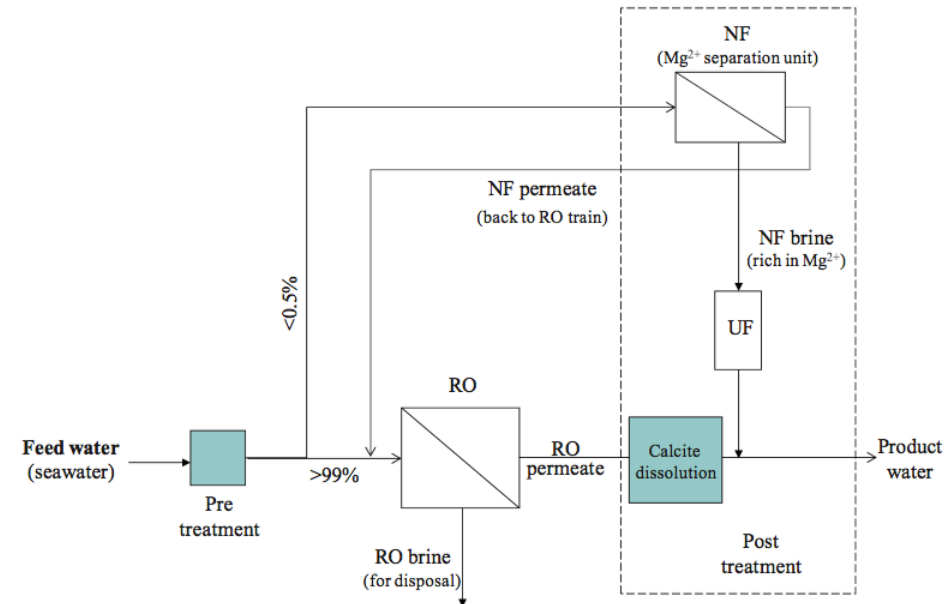 NF
(Mg²⁺ separation unit)
NF permeate
(back to RO train)
NF brine
(rich in Mg²⁺)
<0.5%
UF
RO
Feed water
(seawater)
>99%
RO
permeate
Calcite
dissolution
Product
water
Pre
treatment
RO brine
(for disposal)
Post
treatment